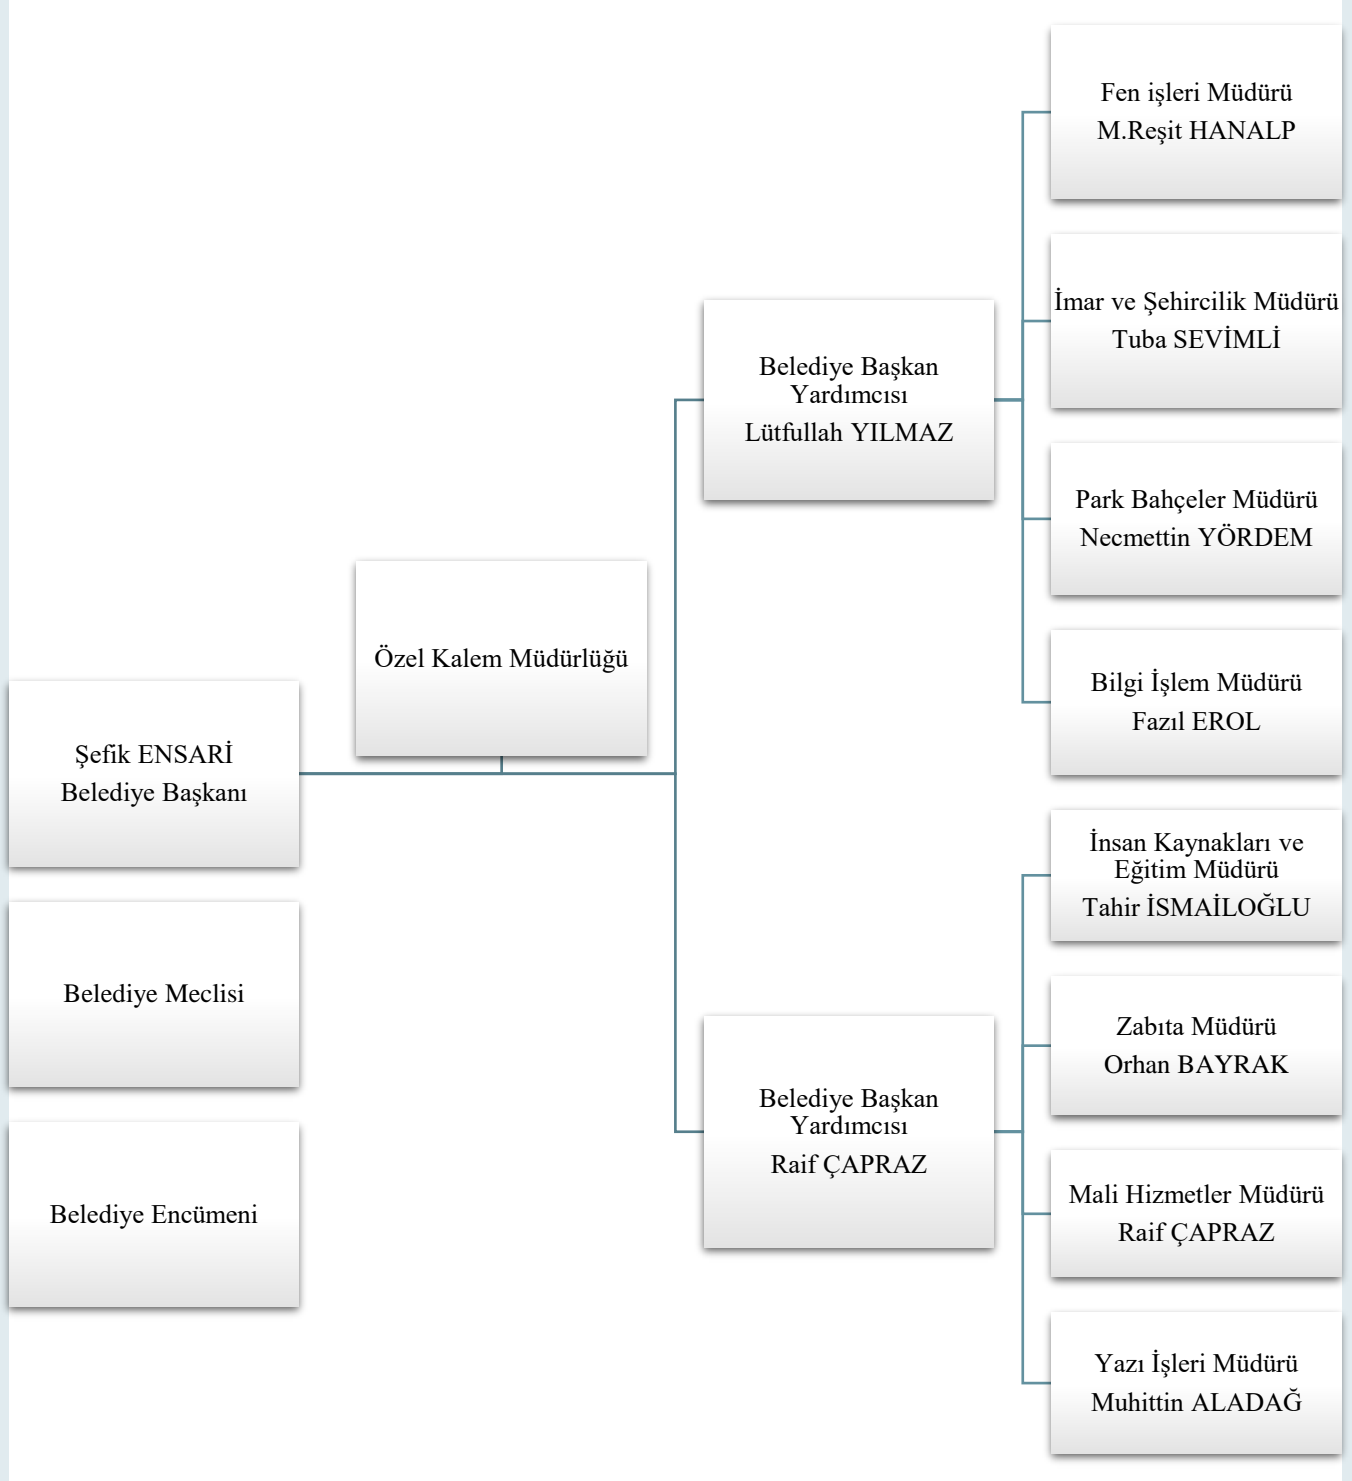 Şefik ENSARİ
Belediye Başkanı
Belediye Meclisi
Belediye Encümeni
Özel Kalem Müdürlüğü
Belediye Başkan
Yardımcısı
Lütfullah YILMAZ
Fen işleri Müdürü
M.Reşit HANALP
İmar ve Şehircilik Müdürü
Tuba SEVİMLİ
Park Bahçeler Müdürü
Necmettin YÖRDEM
Bilgi İşlem Müdürü
Fazıl EROL
Belediye Başkan
Yardımcısı
Raif ÇAPRAZ
İnsan Kaynakları ve
Eğitim Müdürü
Tahir İSMAİLOĞLU
Zabıta Müdürü
Orhan BAYRAK
Mali Hizmetler Müdürü
Raif ÇAPRAZ
Yazı İşleri Müdürü
Muhittin ALADAĞ